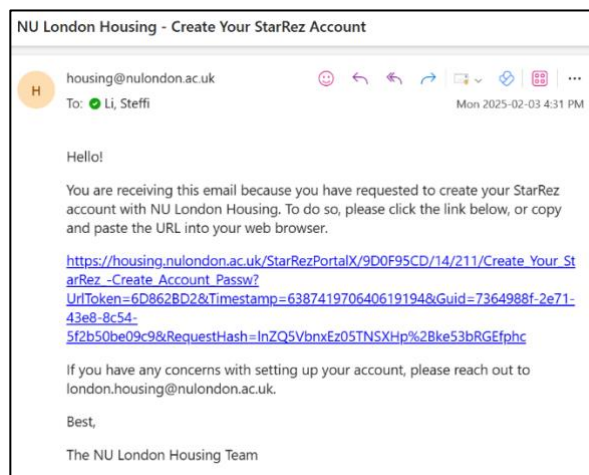 NU London Housing - Create Your StarRez Account
H
housing@nulondon.ac.uk
To: Li, Steffi
Mon 2025-02-03 4:31 PM
Hello!
You are receiving this email because you have requested to create your StarRez
account with NU London Housing. To do so, please click the link below, or copy
and paste the URL into your web browser.
https://housing.nulondon.ac.uk/StarRezPortalX/9D0F95CD/14/211/Create_Your_St
arRez_-Create_Account_Passw?
UrlToken=6D862BD2&Timestamp=638741970640619194&Guid=7364988f-2e71-
43e8-8c54-
5f2b50be09c9&RequestHash=InZQ5VbnxEz05TNSXHp%2Bke53bRGEfphc
If you have any concerns with setting up your account, please reach out to
london.housing@nulondon.ac.uk.
Best,
The NU London Housing Team